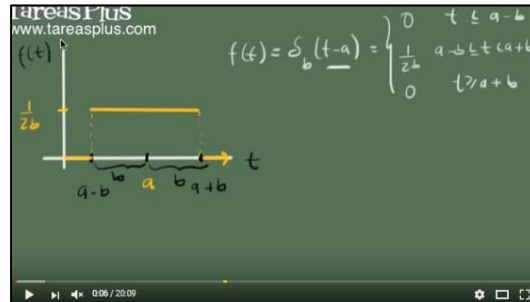 TareasPlus
www.tareasplus.com
f(t)
f(t) = δ_b(t-a) = { 0 t ≤ a-b
1/2b a-b ≤ t < a+b
0 t ≥ a+b
1/2b
b b t
a-b a a+b
0:06 / 20:09